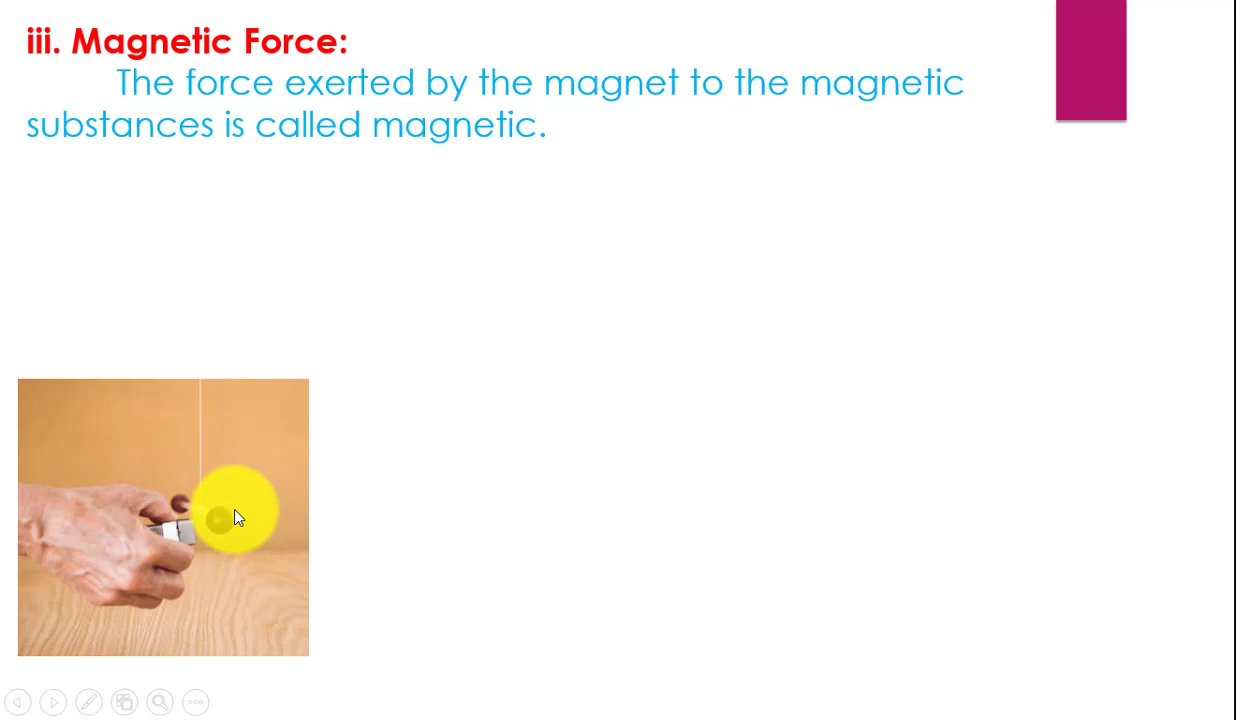 iii. Magnetic Force:
The force exerted by the magnet to the magnetic
substances is called magnetic.